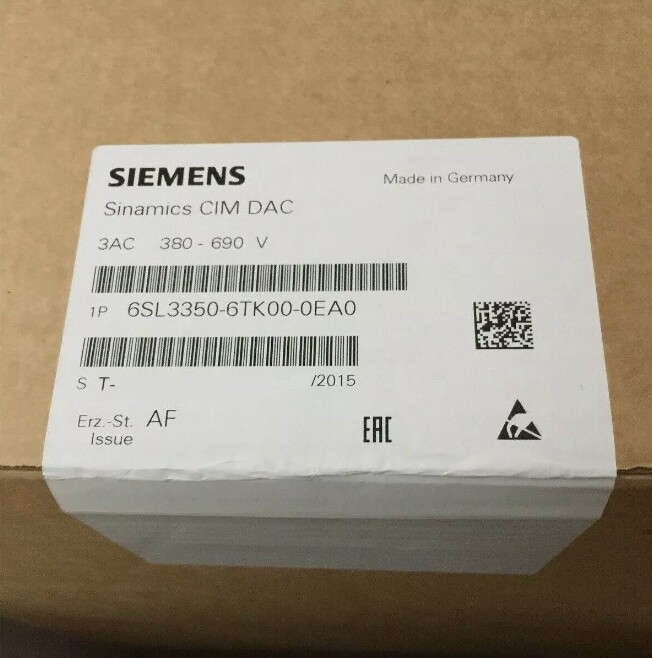 SIEMENS
Made in Germany
Sinamics CIM DAC
3AC 380 - 690 V
1P 6SL3350-6TK00-0EA0
S T- /2015
Erz.-St. AF
Issue
EAC